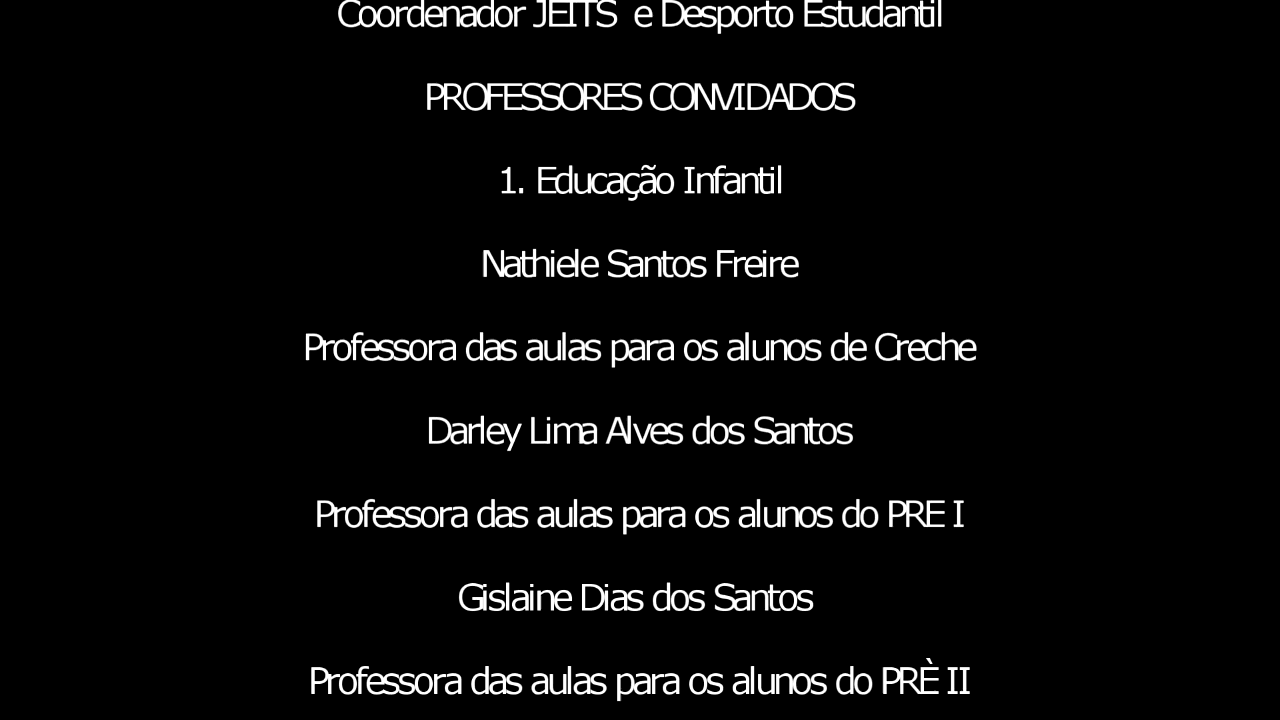 Coordenador JEITS  e Desporto Estudantil
PROFESSORES CONVIDADOS
1. Educação Infantil
Nathiele Santos Freire
Professora das aulas para os alunos de Creche
Darley Lima Alves dos Santos
Professora das aulas para os alunos do PRE I
Gislaine Dias dos Santos
Professora das aulas para os alunos do PRÈ II